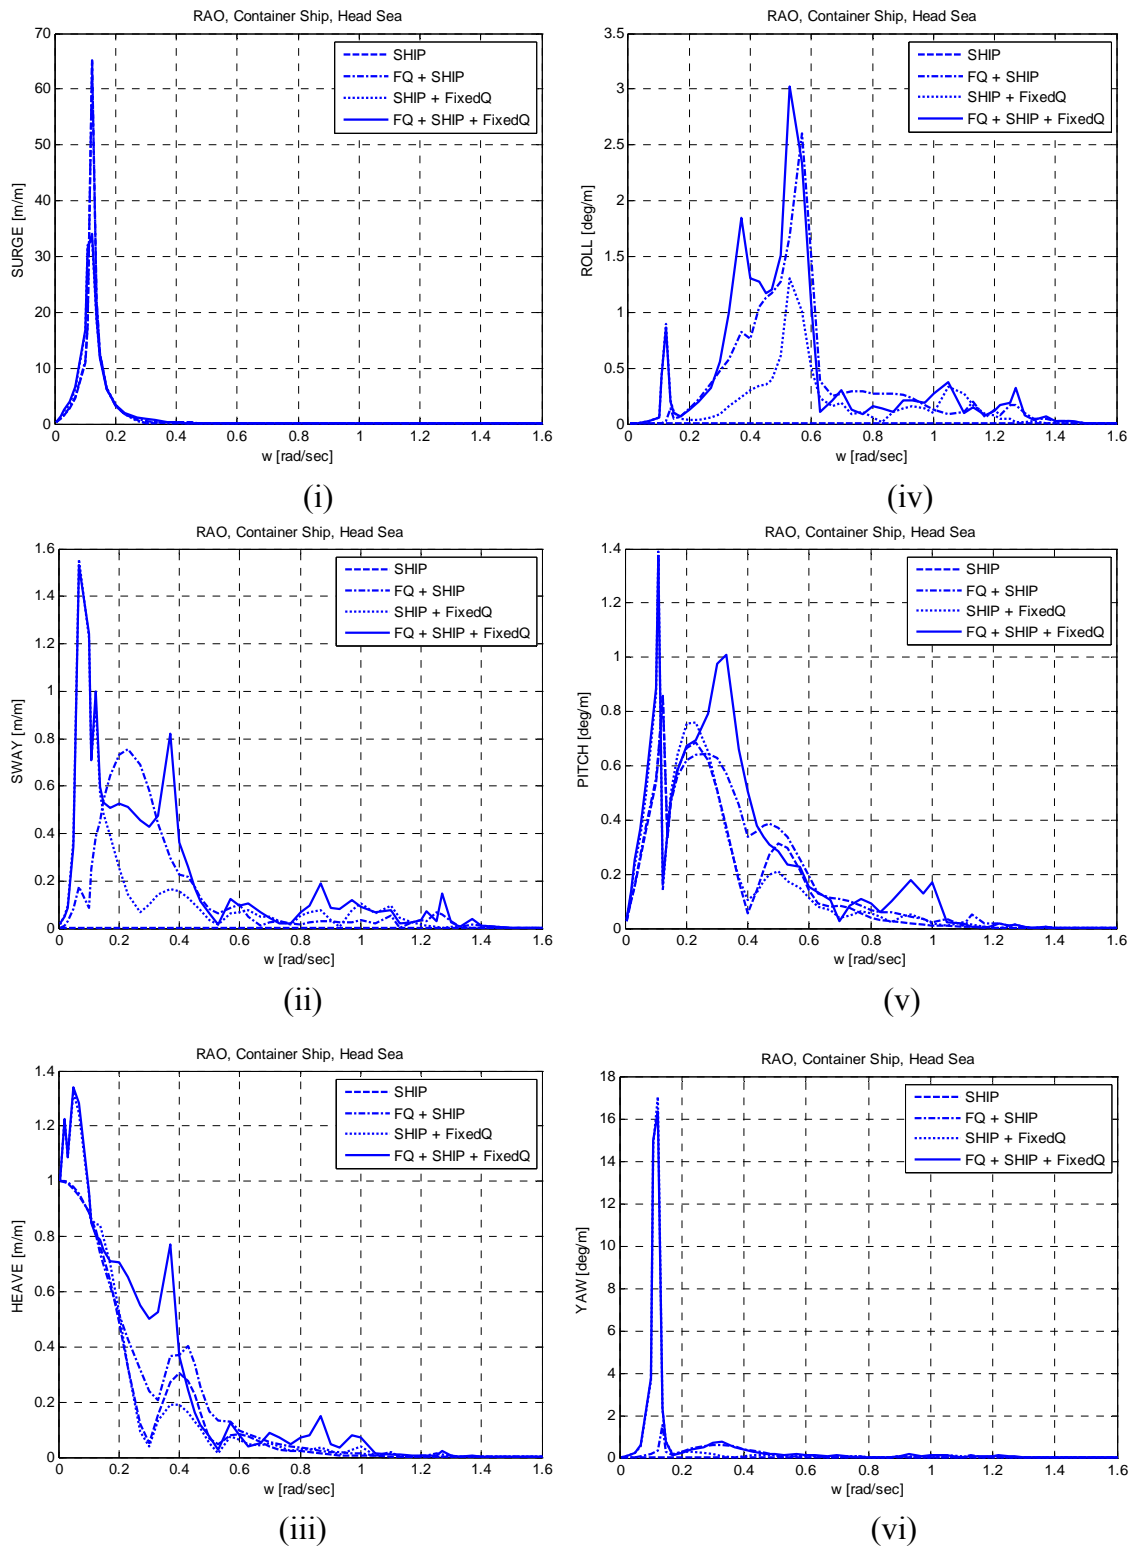 RAO, Container Ship, Head Sea
SURGE [m/m]
70
60
50
40
30
20
10
0
0 0.2 0.4 0.6 0.8 1 1.2 1.4 1.6
w [rad/sec]
SHIP
FQ + SHIP
SHIP + FixedQ
FQ + SHIP + FixedQ
(i)
RAO, Container Ship, Head Sea
ROLL [deg/m]
3.5
3
2.5
2
1.5
1
0.5
0
0 0.2 0.4 0.6 0.8 1 1.2 1.4 1.6
w [rad/sec]
SHIP
FQ + SHIP
SHIP + FixedQ
FQ + SHIP + FixedQ
(iv)
RAO, Container Ship, Head Sea
SWAY [m/m]
1.6
1.4
1.2
1
0.8
0.6
0.4
0.2
0
0 0.2 0.4 0.6 0.8 1 1.2 1.4 1.6
w [rad/sec]
SHIP
FQ + SHIP
SHIP + FixedQ
FQ + SHIP + FixedQ
(ii)
RAO, Container Ship, Head Sea
PITCH [deg/m]
1.4
1.2
1
0.8
0.6
0.4
0.2
0
0 0.2 0.4 0.6 0.8 1 1.2 1.4 1.6
w [rad/sec]
SHIP
FQ + SHIP
SHIP + FixedQ
FQ + SHIP + FixedQ
(v)
RAO, Container Ship, Head Sea
HEAVE [m/m]
1.4
1.2
1
0.8
0.6
0.4
0.2
0
0 0.2 0.4 0.6 0.8 1 1.2 1.4 1.6
w [rad/sec]
SHIP
FQ + SHIP
SHIP + FixedQ
FQ + SHIP + FixedQ
(iii)
RAO, Container Ship, Head Sea
YAW [deg/m]
18
16
14
12
10
8
6
4
2
0
0 0.2 0.4 0.6 0.8 1 1.2 1.4 1.6
w [rad/sec]
SHIP
FQ + SHIP
SHIP + FixedQ
FQ + SHIP + FixedQ
(vi)